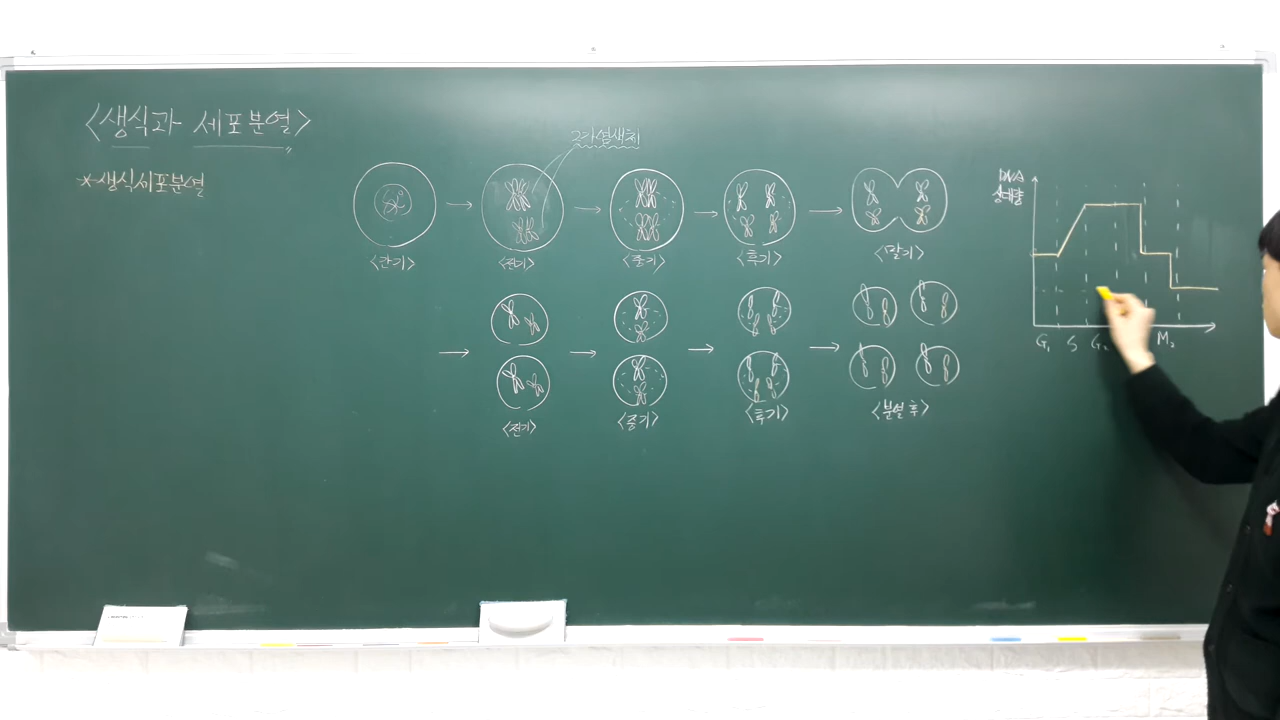 <생식과 세포분열>
*생식세포분열
2가염색체
<간기>
<전기>
<중기>
<후기>
<말기>
<전기>
<중기>
<후기>
<분열 후>
DNA
상대량
G₁ S G₂ M₂